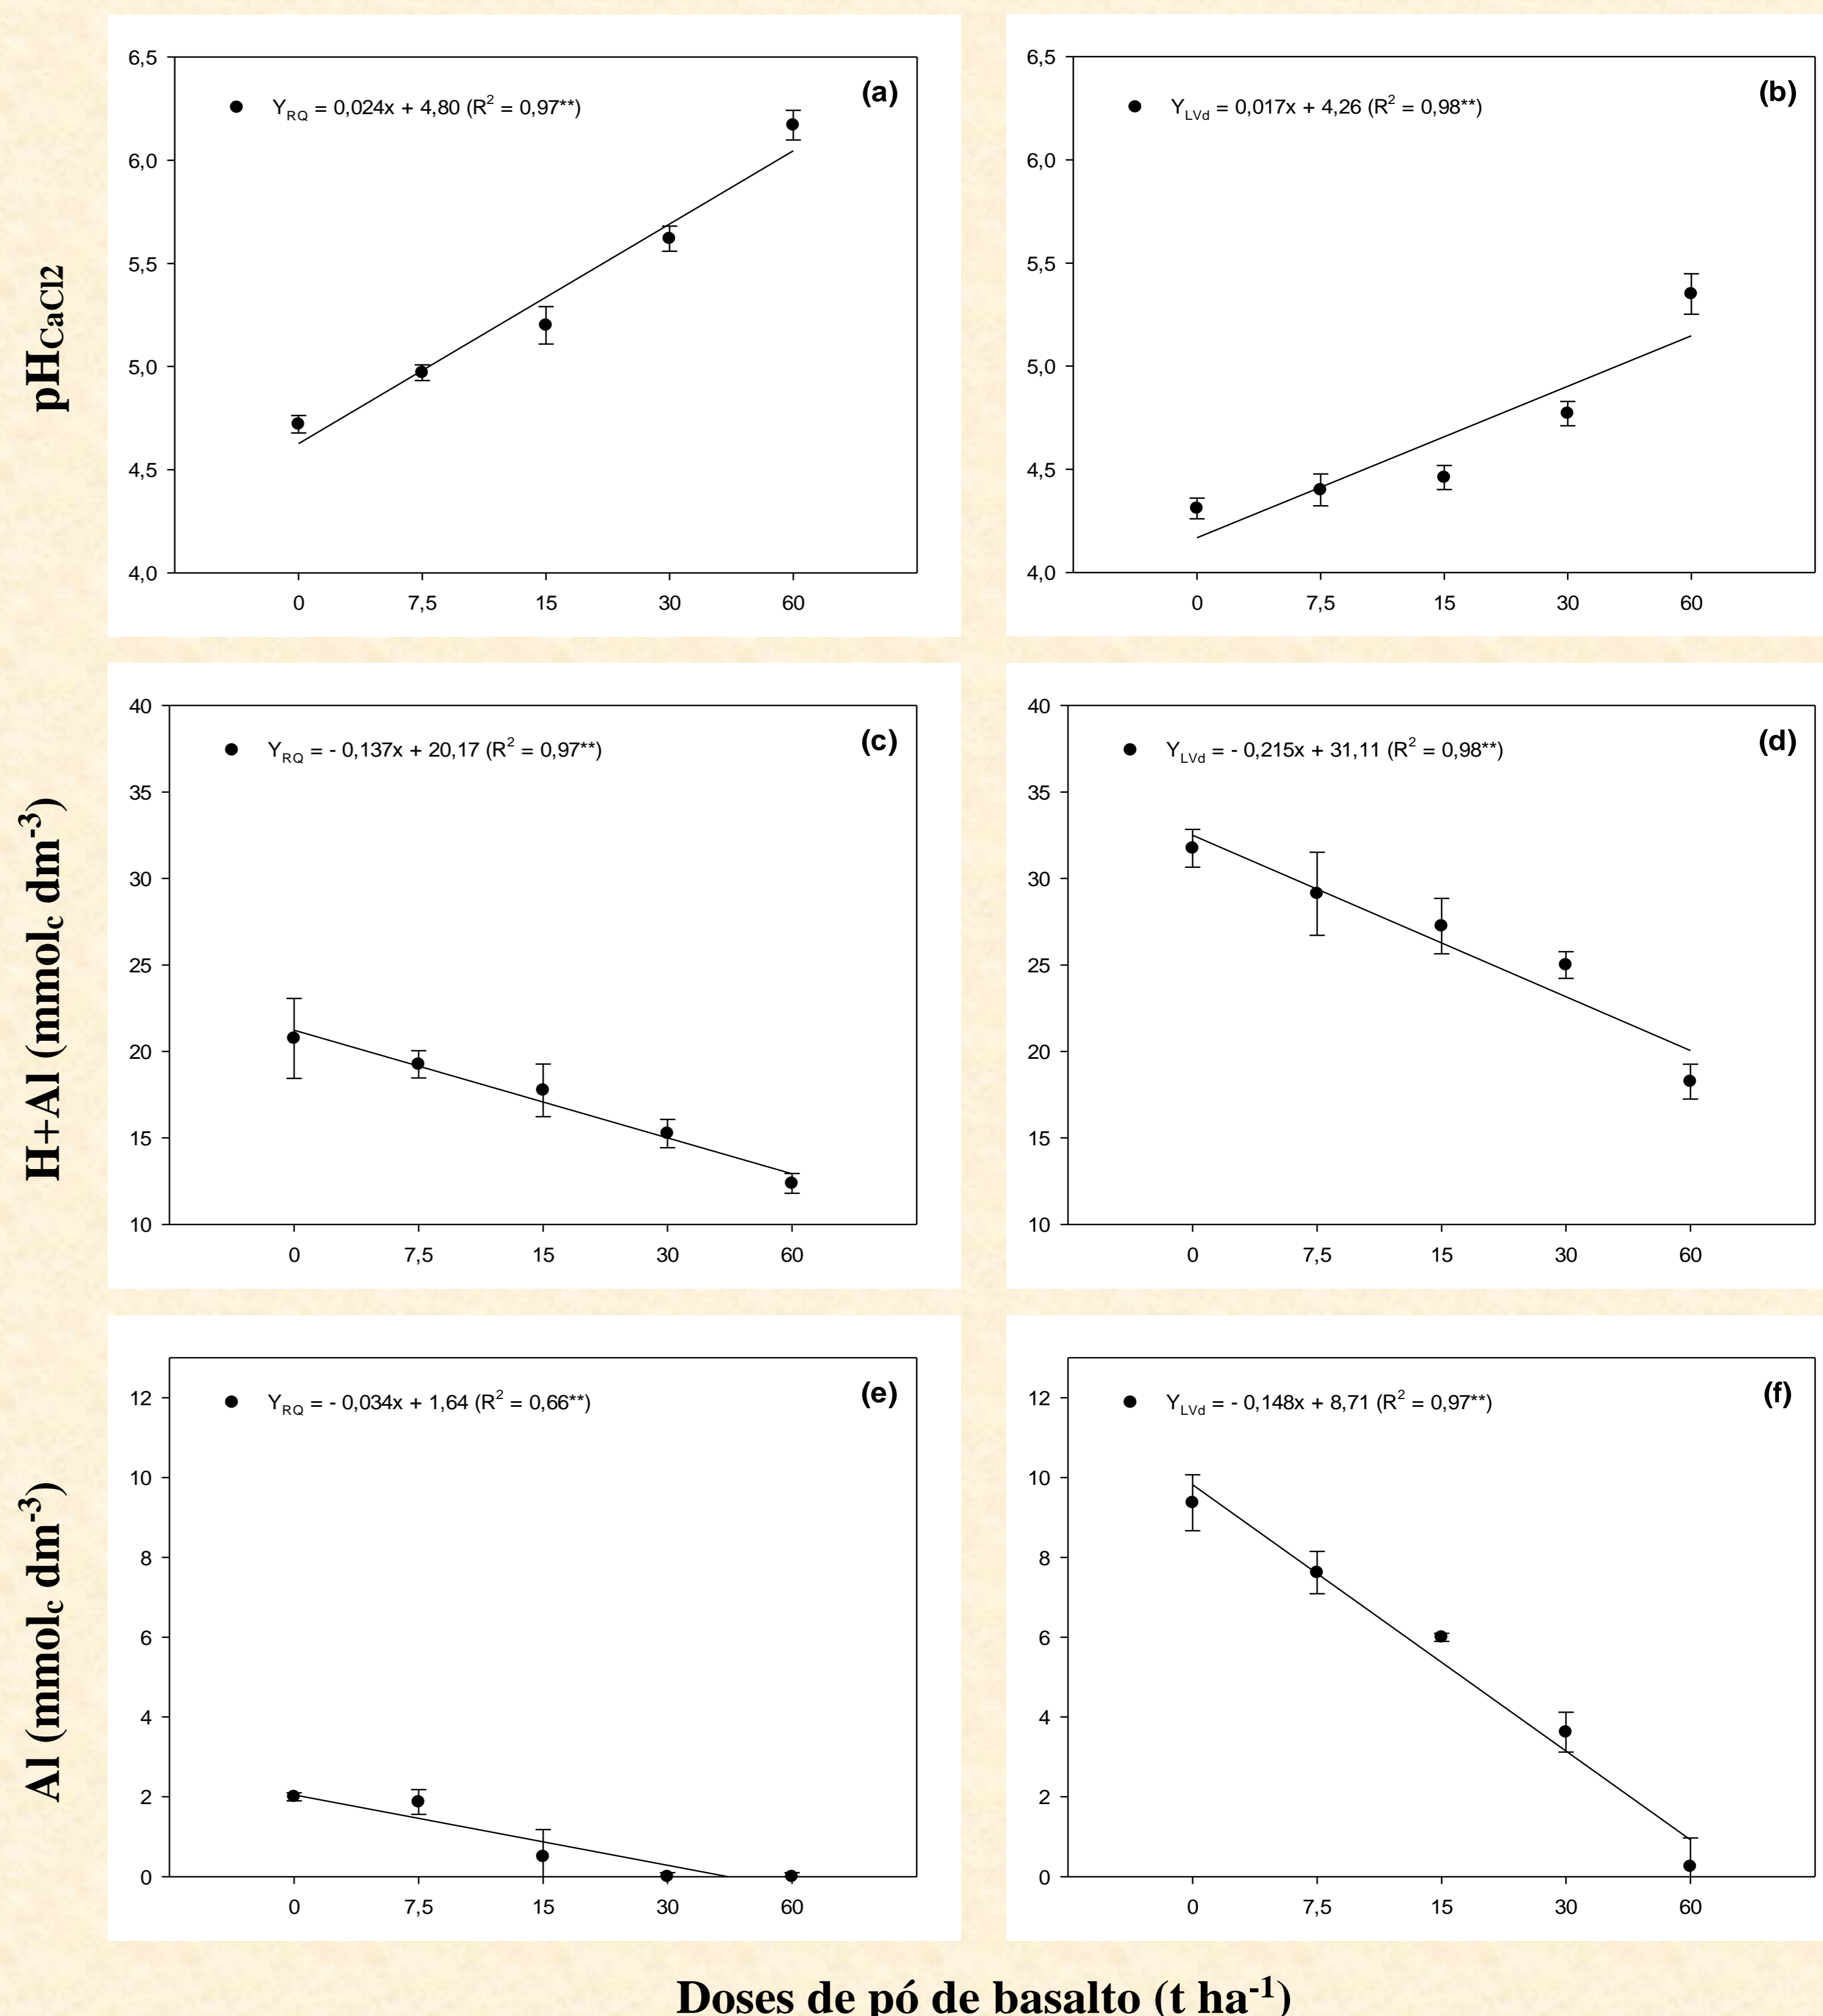 pHCaCl2
6,5
6,0
5,5
5,0
4,5
4,0
Y_RQ = 0,024x + 4,80 (R² = 0,97**)
(a)
0 7,5 15 30 60
6,5
6,0
5,5
5,0
4,5
4,0
Y_LVd = 0,017x + 4,26 (R² = 0,98**)
(b)
0 7,5 15 30 60
H+Al (mmol_c dm⁻³)
40
35
30
25
20
15
10
Y_RQ = - 0,137x + 20,17 (R² = 0,97**)
(c)
0 7,5 15 30 60
40
35
30
25
20
15
10
Y_LVd = - 0,215x + 31,11 (R² = 0,98**)
(d)
0 7,5 15 30 60
Al (mmol_c dm⁻³)
12
10
8
6
4
2
0
Y_RQ = - 0,034x + 1,64 (R² = 0,66**)
(e)
0 7,5 15 30 60
12
10
8
6
4
2
0
Y_LVd = - 0,148x + 8,71 (R² = 0,97**)
(f)
0 7,5 15 30 60
Doses de pó de basalto (t ha⁻¹)